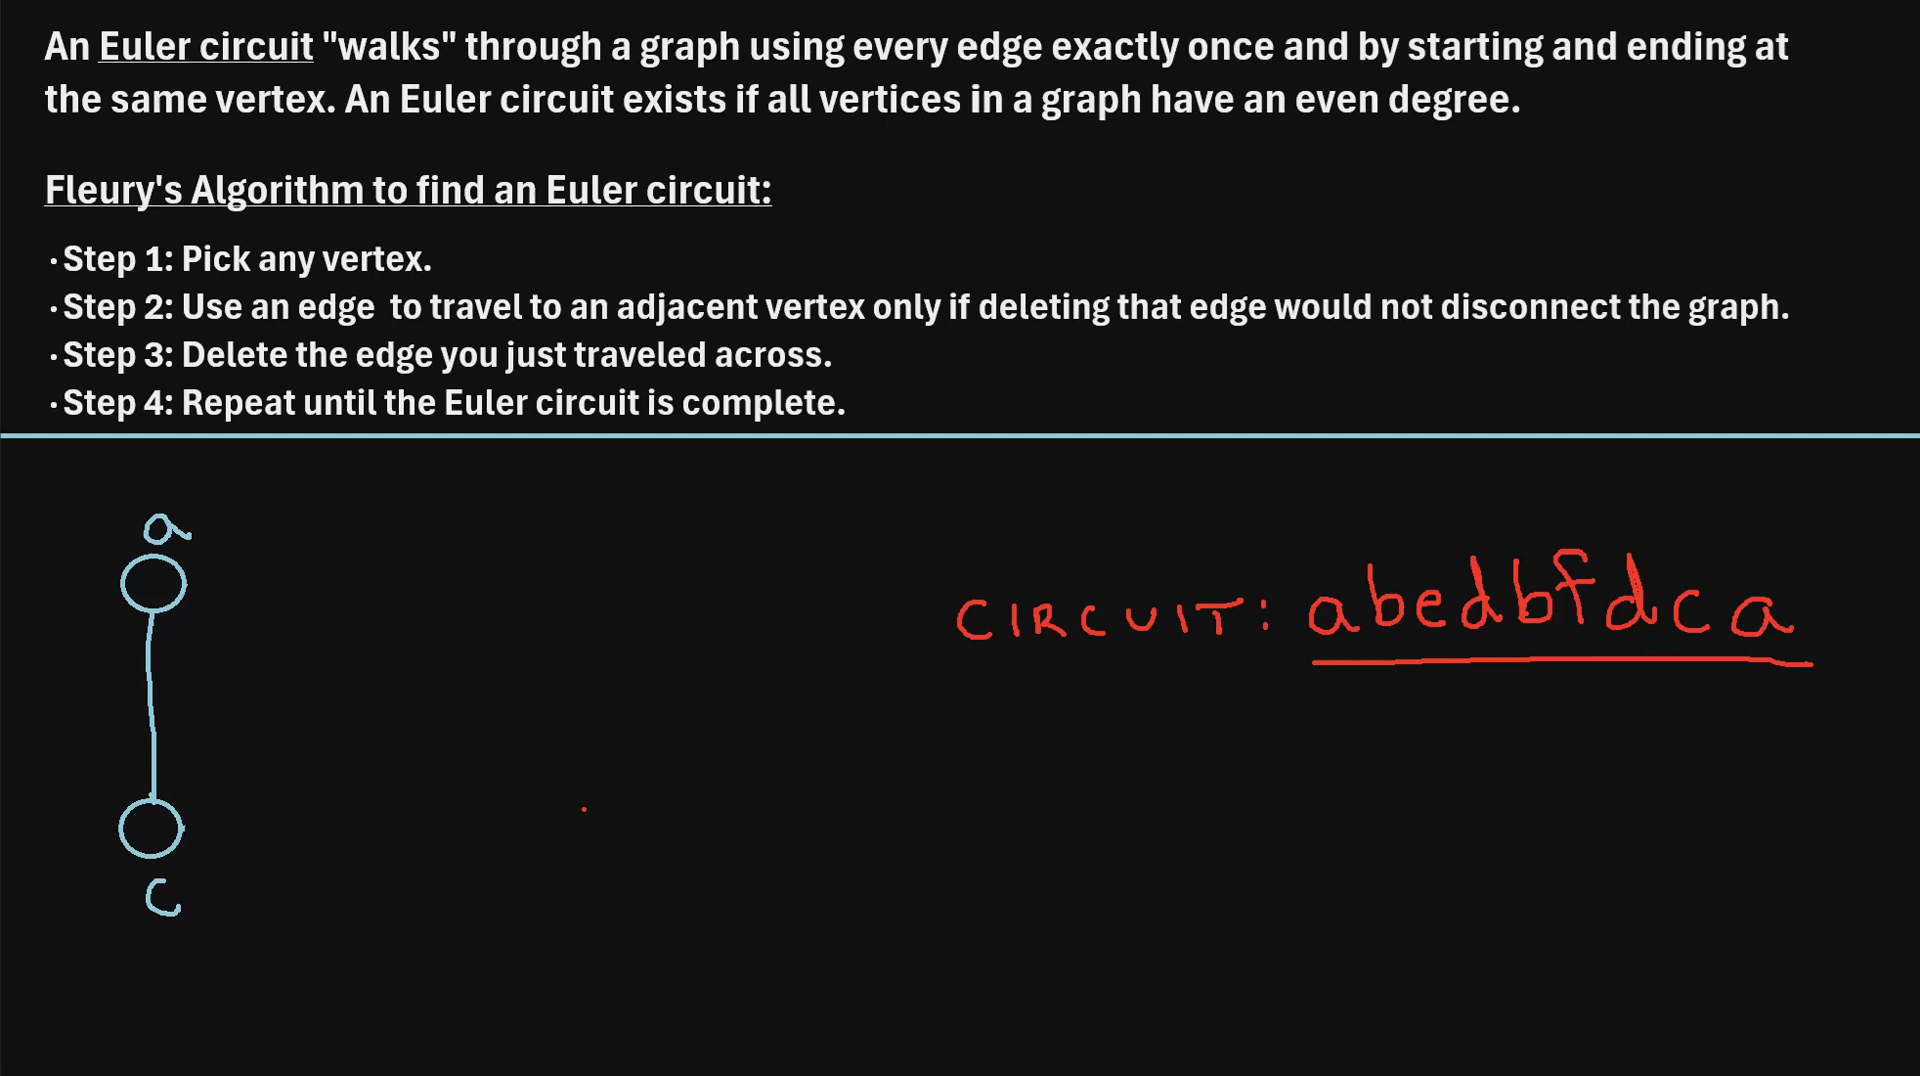 An Euler circuit "walks" through a graph using every edge exactly once and by starting and ending at
the same vertex. An Euler circuit exists if all vertices in a graph have an even degree.
Fleury's Algorithm to find an Euler circuit:
·Step 1: Pick any vertex.
·Step 2: Use an edge  to travel to an adjacent vertex only if deleting that edge would not disconnect the graph.
·Step 3: Delete the edge you just traveled across.
·Step 4: Repeat until the Euler circuit is complete.
a
CIRCUIT: abedbfdca
c